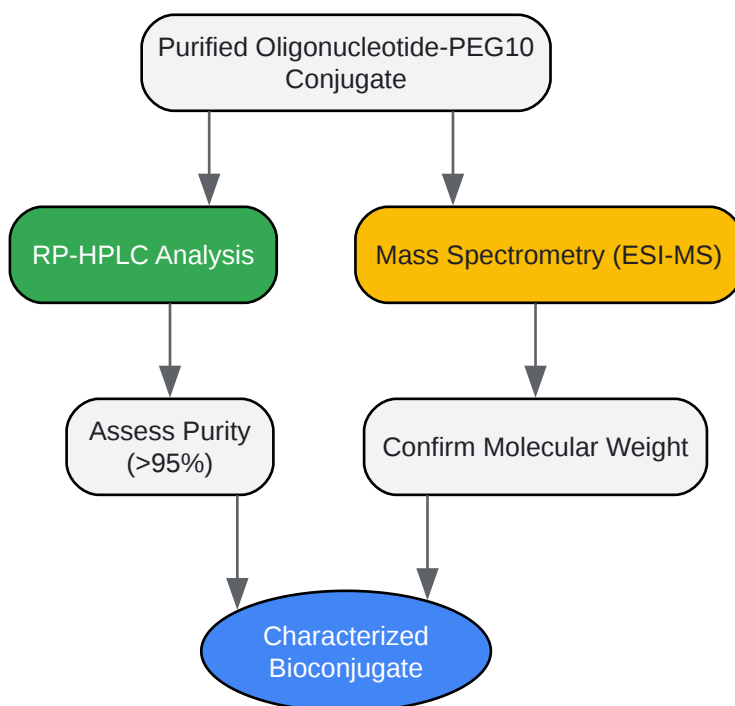 Purified Oligonucleotide-PEG10
Conjugate
RP-HPLC Analysis
Mass Spectrometry (ESI-MS)
Assess Purity
(>95%)
Confirm Molecular Weight
Characterized
Bioconjugate